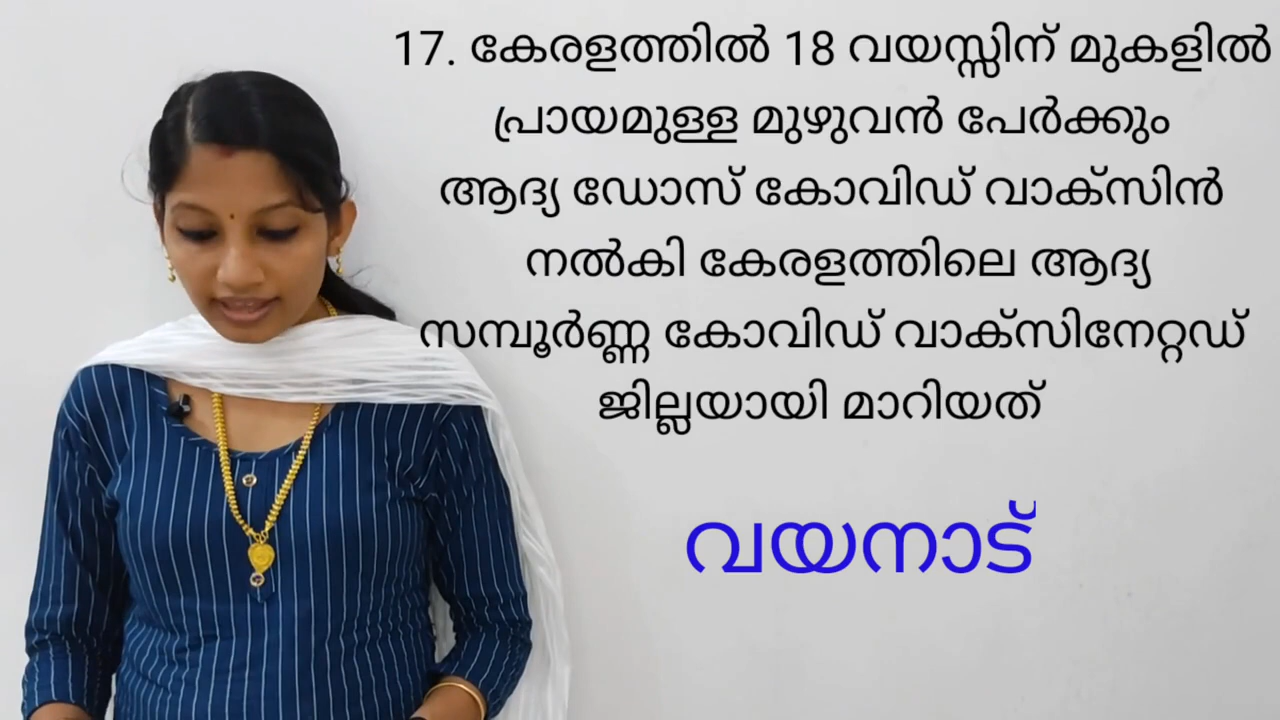 17. കേരളത്തിൽ 18 വയസ്സിന് മുകളിൽ
പ്രായമുള്ള മുഴുവൻ പേർക്കും
ആദ്യ ഡോസ് കോവിഡ് വാക്സിൻ
നൽകി കേരളത്തിലെ ആദ്യ
സമ്പൂർണ്ണ കോവിഡ് വാക്സിനേറ്റഡ്
ജില്ലയായി മാറിയത്
വയനാട്